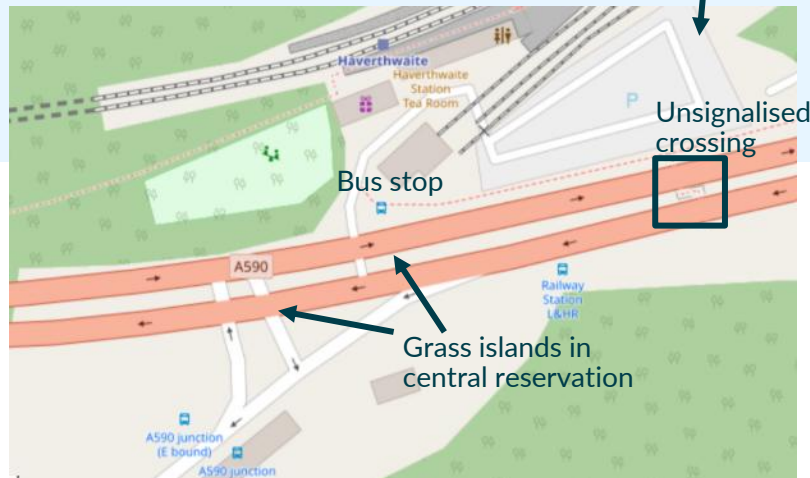 Haverthwaite
Haverthwaite
Station
Tea Room
P
Unsignalised
crossing
Bus stop
A590
Railway
Station
L&HR
Grass islands in
central reservation
A590 junction
(E bound)
A590 junction